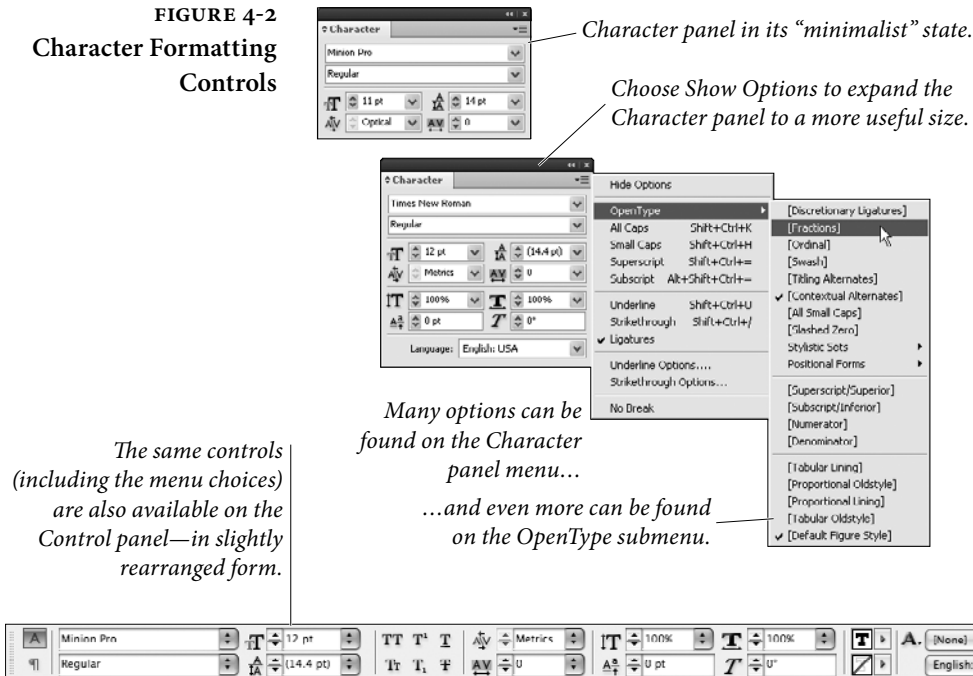 FIGURE 4-2
Character Formatting
Controls
Character
Minion Pro
Regular
11 pt
14 pt
Optical
0
Character panel in its “minimalist” state.
Choose Show Options to expand the
Character panel to a more useful size.
Character
Times New Roman
Regular
12 pt
(14.4 pt)
Metrics
0
100%
100%
0 pt
0°
Language: English: USA
Hide Options
OpenType
All Caps Shift+Ctrl+K
Small Caps Shift+Ctrl+H
Superscript Shift+Ctrl+=
Subscript Alt+Shift+Ctrl+=
Underline Shift+Ctrl+U
Strikethrough Shift+Ctrl+/
Ligatures
Underline Options....
Strikethrough Options...
No Break
[Discretionary Ligatures]
[Fractions]
[Ordinal]
[Swash]
[Titling Alternates]
[Contextual Alternates]
[All Small Caps]
[Slashed Zero]
Stylistic Sets
Positional Forms
[Superscript/Superior]
[Subscript/Inferior]
[Numerator]
[Denominator]
[Tabular Lining]
[Proportional Oldstyle]
[Proportional Lining]
[Tabular Oldstyle]
[Default Figure Style]
Many options can be
found on the Character
panel menu…
…and even more can be found
on the OpenType submenu.
The same controls
(including the menu choices)
are also available on the
Control panel—in slightly
rearranged form.
A Minion Pro 12 pt TT T¹ T Metrics 100% 100% T A. [None]
¶ Regular (14.4 pt) Tt T₁ T 0 0 pt 0° English: